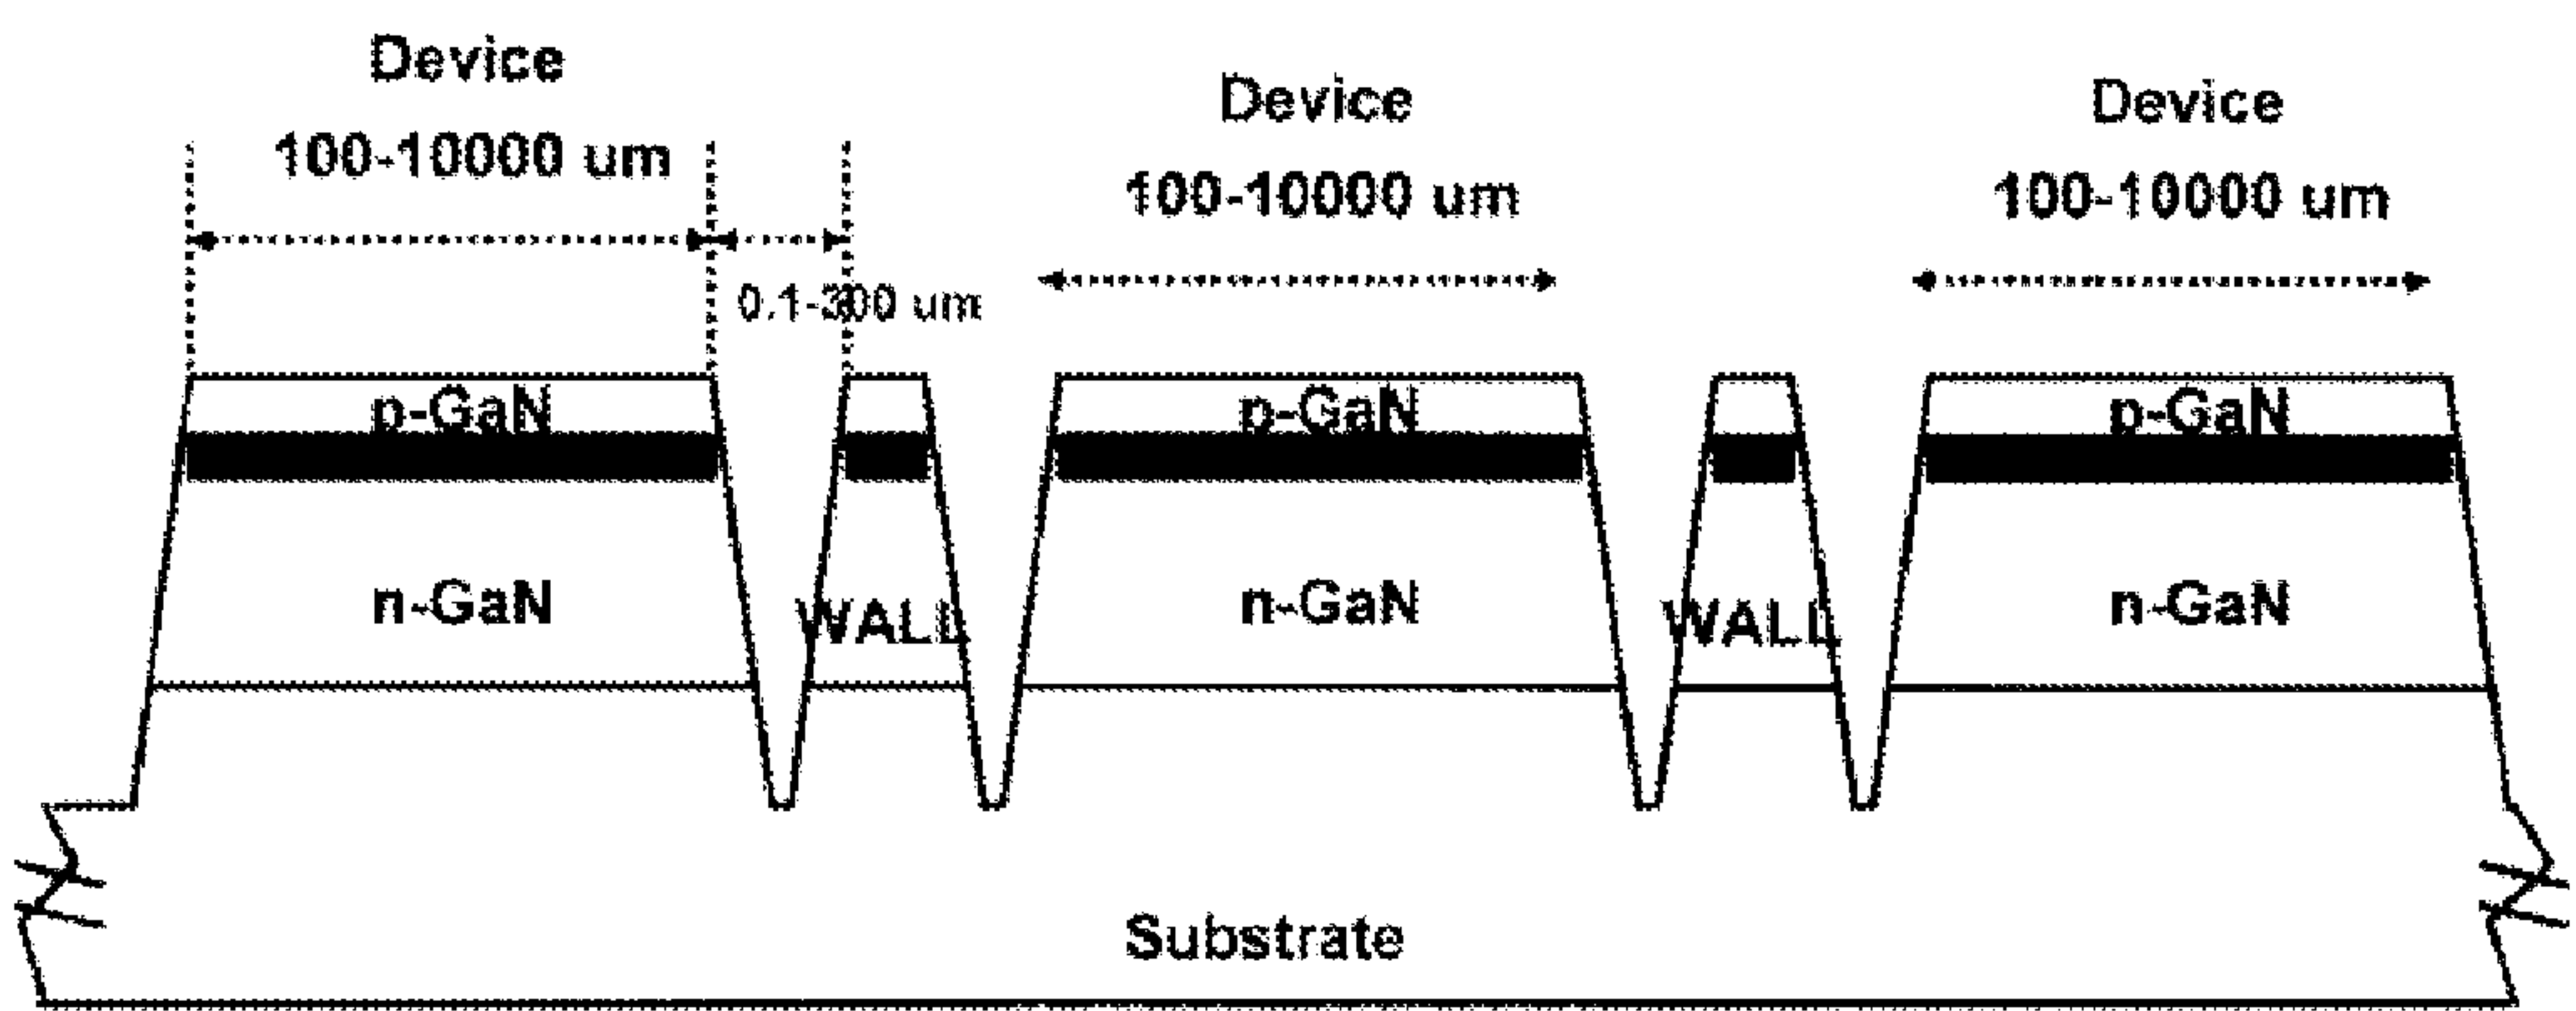 Device
100-10000 um
Device
100-10000 um
Device
100-10000 um
0.1-300 um
p-GaN
p-GaN
p-GaN
n-GaN
WALL
n-GaN
WALL
n-GaN
Substrate